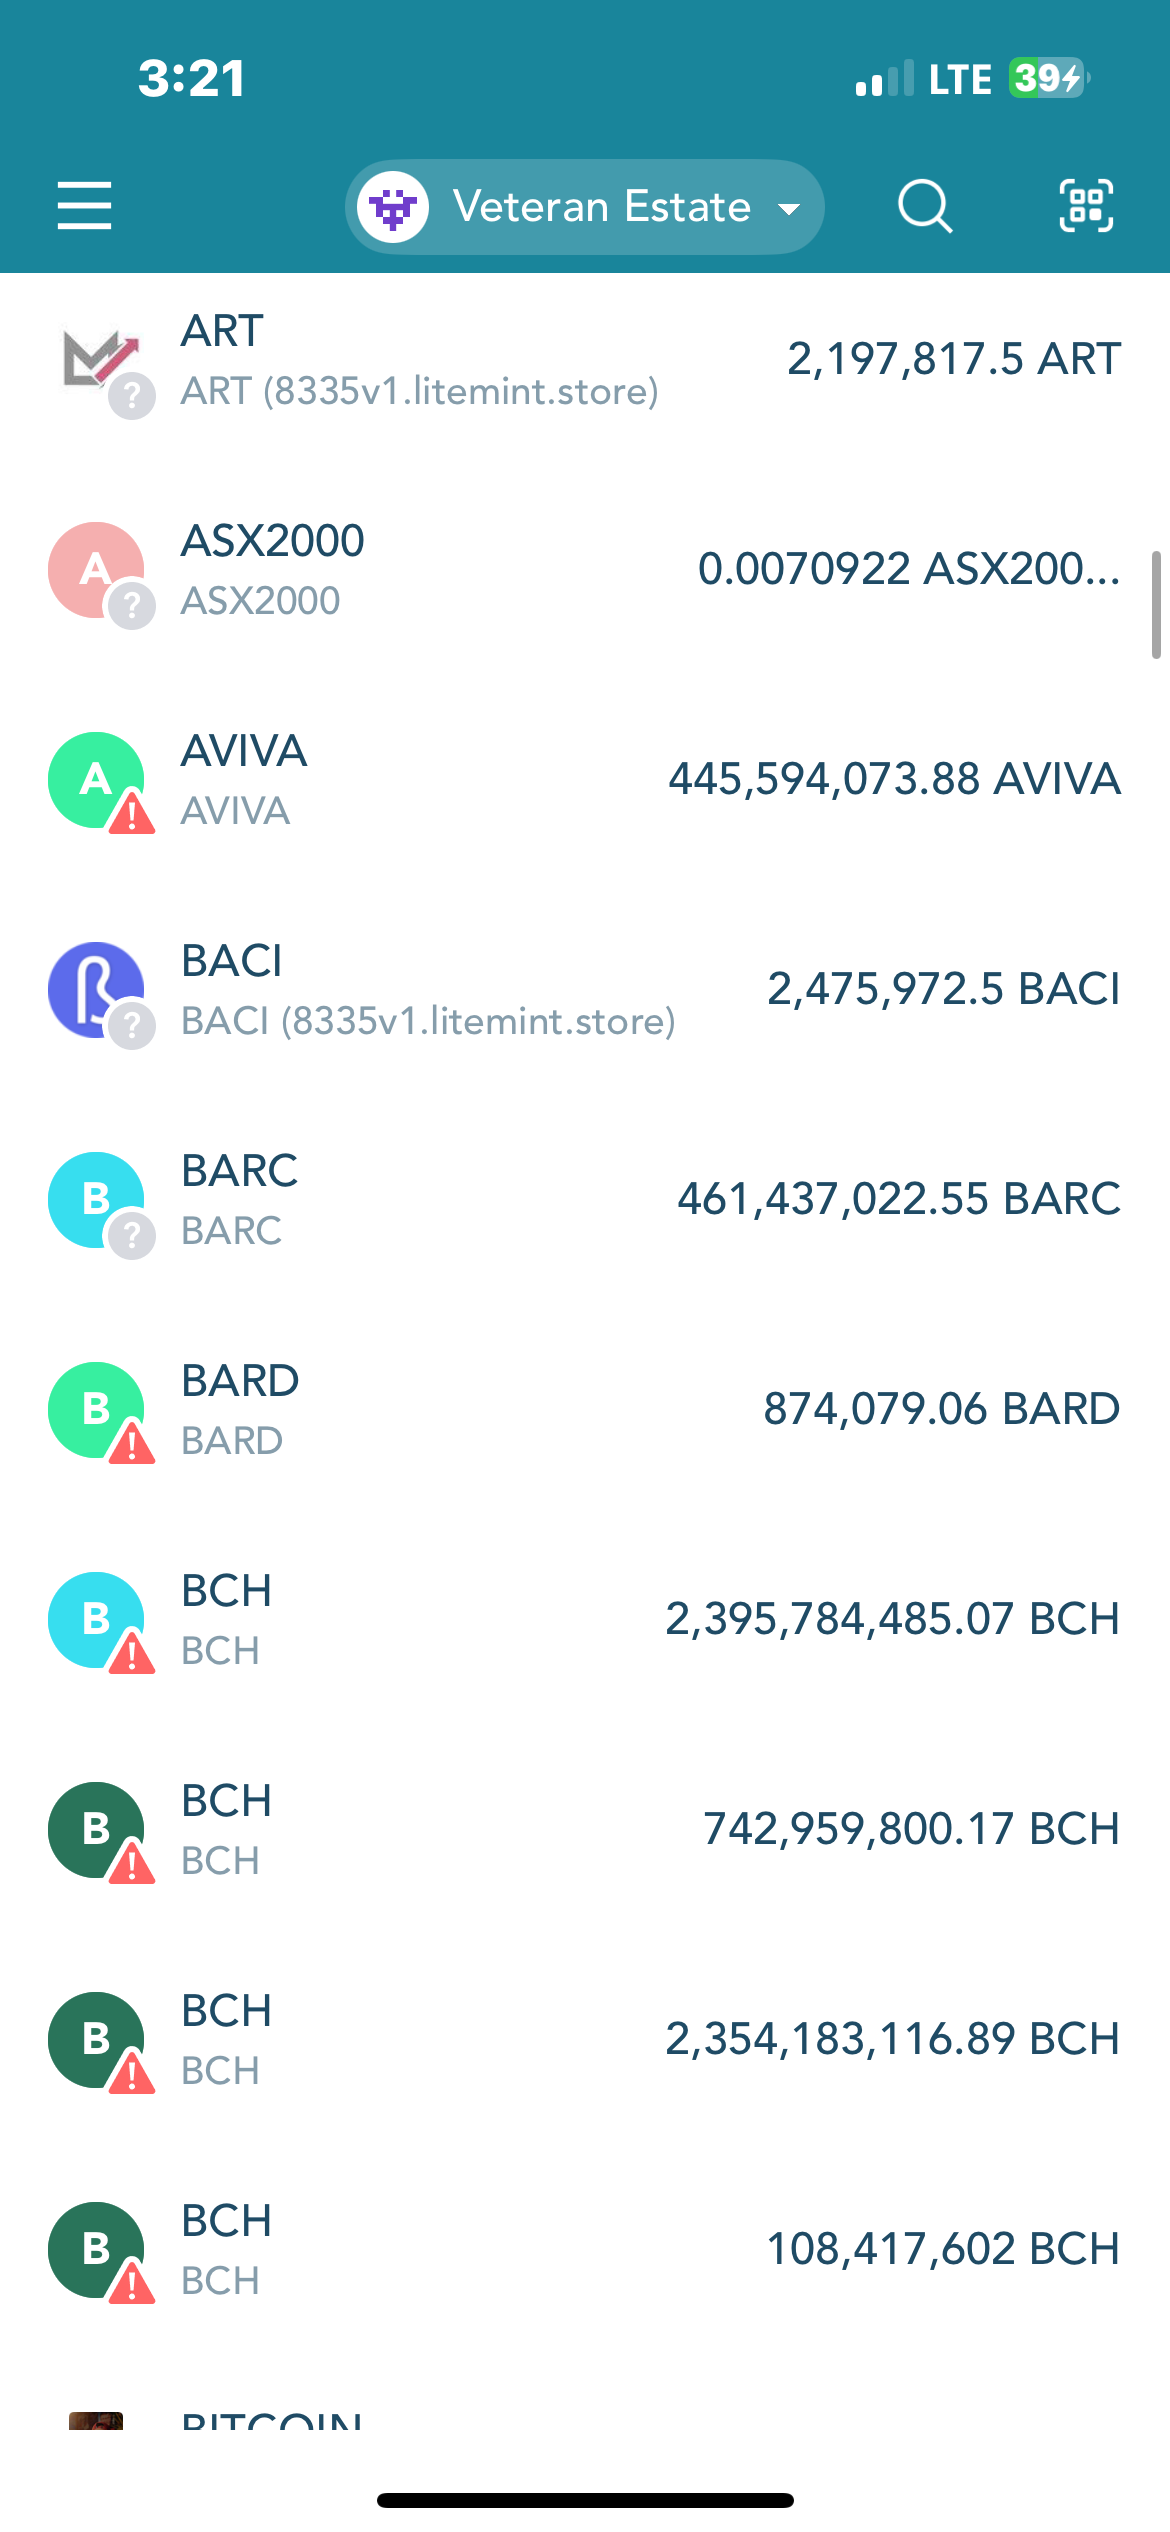 3:21
LTE 39
Veteran Estate
ART
2,197,817.5 ART
ART (8335v1.litemint.store)
A
ASX2000
0.0070922 ASX200...
ASX2000
A
AVIVA
445,594,073.88 AVIVA
AVIVA
BACI
2,475,972.5 BACI
BACI (8335v1.litemint.store)
B
BARC
461,437,022.55 BARC
BARC
B
BARD
874,079.06 BARD
BARD
B
BCH
2,395,784,485.07 BCH
BCH
B
BCH
742,959,800.17 BCH
BCH
B
BCH
2,354,183,116.89 BCH
BCH
B
BCH
108,417,602 BCH
BCH
BITCOIN